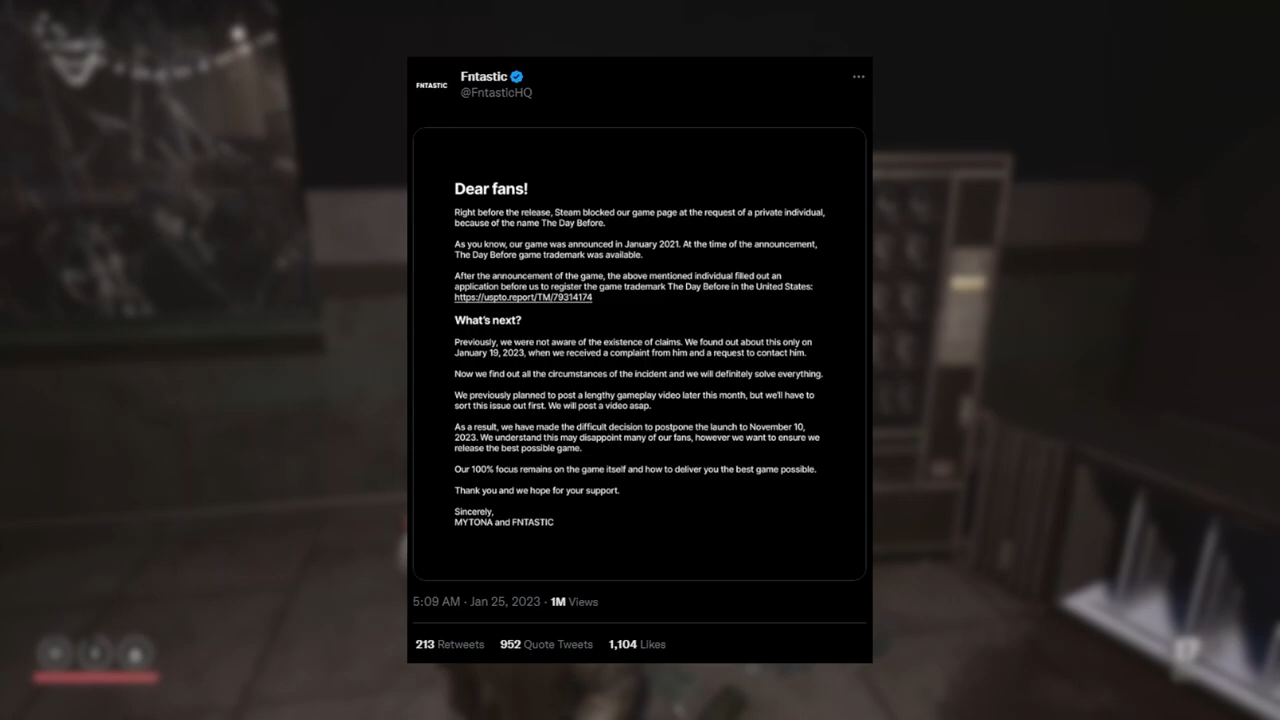 FNTASTIC
Fntastic
@FntasticHQ
Dear fans!
Right before the release, Steam blocked our game page at the request of a private individual,
because of the name The Day Before.
As you know, our game was announced in January 2021. At the time of the announcement,
The Day Before game trademark was available.
After the announcement of the game, the above mentioned individual filled out an
application before us to register the game trademark The Day Before in the United States:
https://uspto.report/TM/79314174
What's next?
Previously, we were not aware of the existence of claims. We found out about this only on
January 19, 2023, when we received a complaint from him and a request to contact him.
Now we find out all the circumstances of the incident and we will definitely solve everything.
We previously planned to post a lengthy gameplay video later this month, but we'll have to
sort this issue out first. We will post a video asap.
As a result, we have made the difficult decision to postpone the launch to November 10,
2023. We understand this may disappoint many of our fans, however we want to ensure we
release the best possible game.
Our 100% focus remains on the game itself and how to deliver you the best game possible.
Thank you and we hope for your support.
Sincerely,
MYTONA and FNTASTIC
5:09 AM · Jan 25, 2023 · 1M Views
213 Retweets 952 Quote Tweets 1,104 Likes